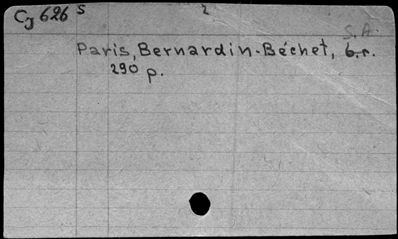 Cj 626 s 2
S.A.
Paris, Bernardin-Béchet, б.г.
290 p.